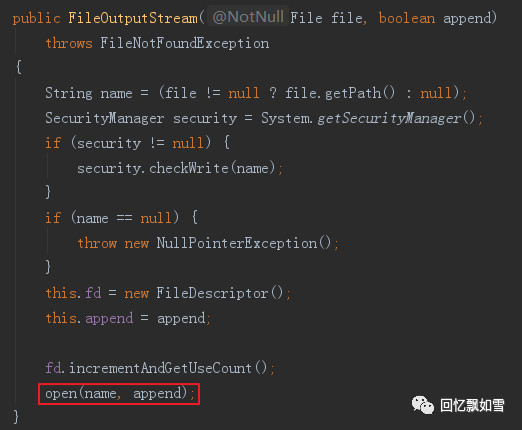 public FileOutputStream( @NotNull File file, boolean append)
throws FileNotFoundException
{
String name = (file != null ? file.getPath() : null);
SecurityManager security = System.getSecurityManager();
if (security != null) {
security.checkWrite(name);
}
if (name == null) {
throw new NullPointerException();
}
this.fd = new FileDescriptor();
this.append = append;
fd.incrementAndGetUseCount();
open(name, append);
回忆飘如雪
}